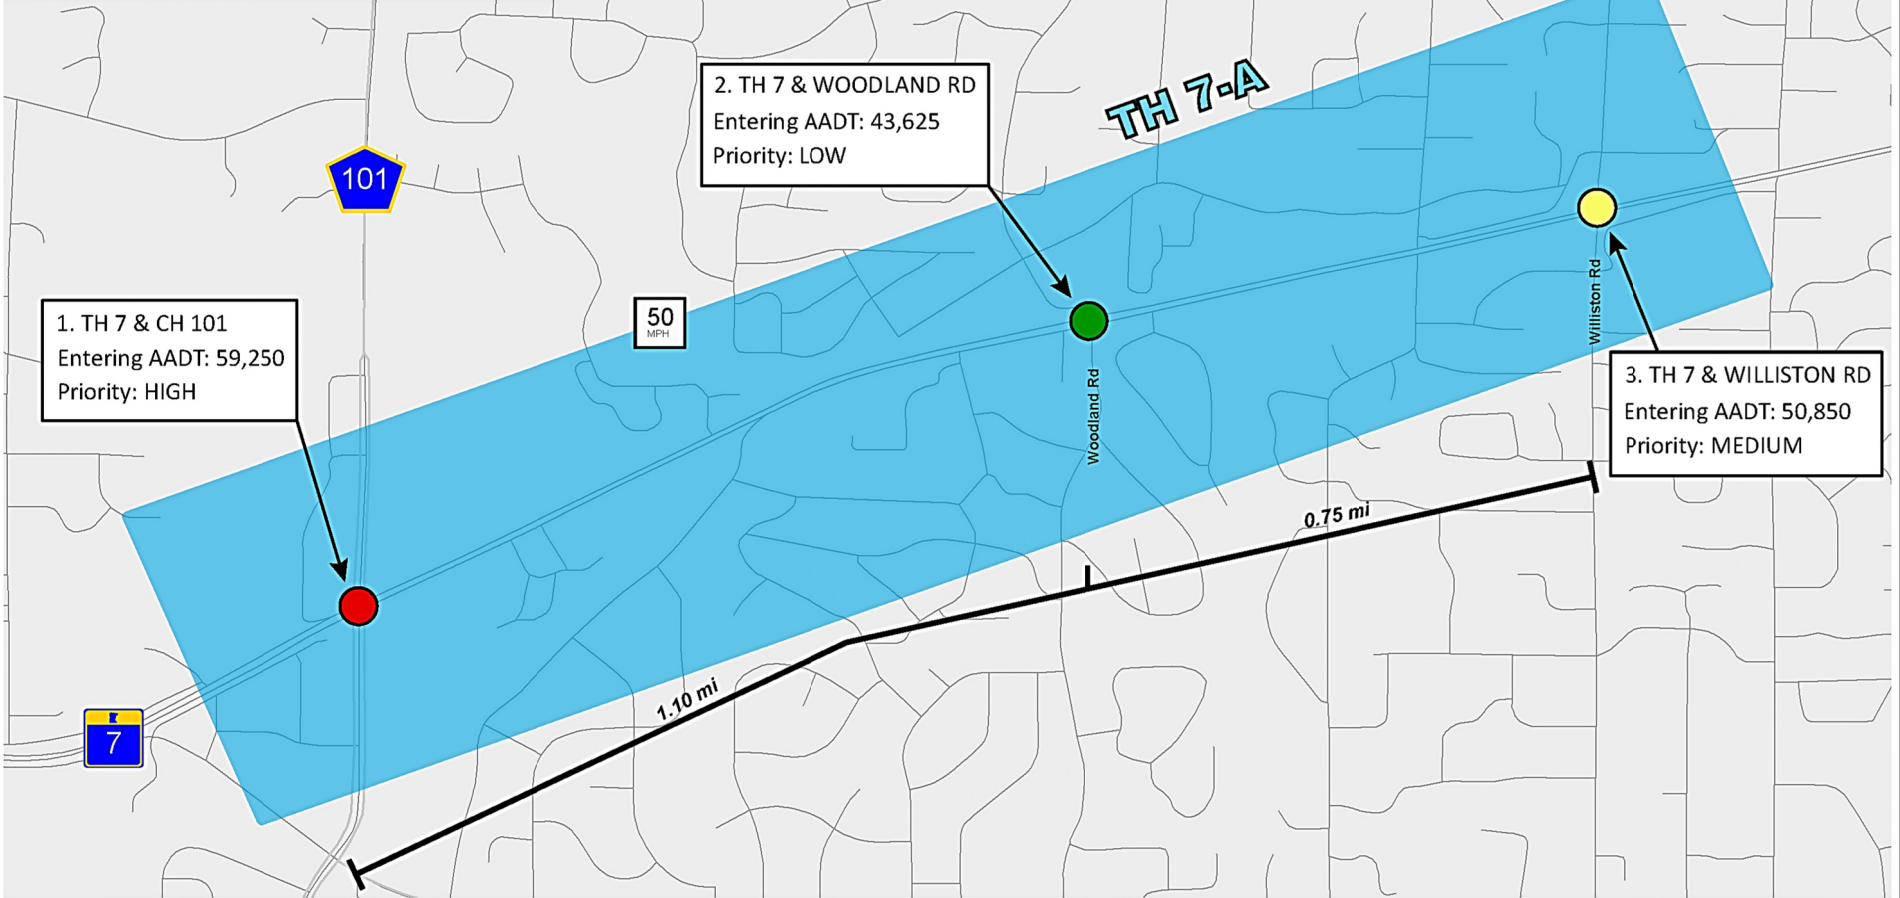 TH 7-A
2. TH 7 & WOODLAND RD
Entering AADT: 43,625
Priority: LOW
101
50
MPH
1. TH 7 & CH 101
Entering AADT: 59,250
Priority: HIGH
Williston Rd
Woodland Rd
3. TH 7 & WILLISTON RD
Entering AADT: 50,850
Priority: MEDIUM
0.75 mi
1.10 mi
7